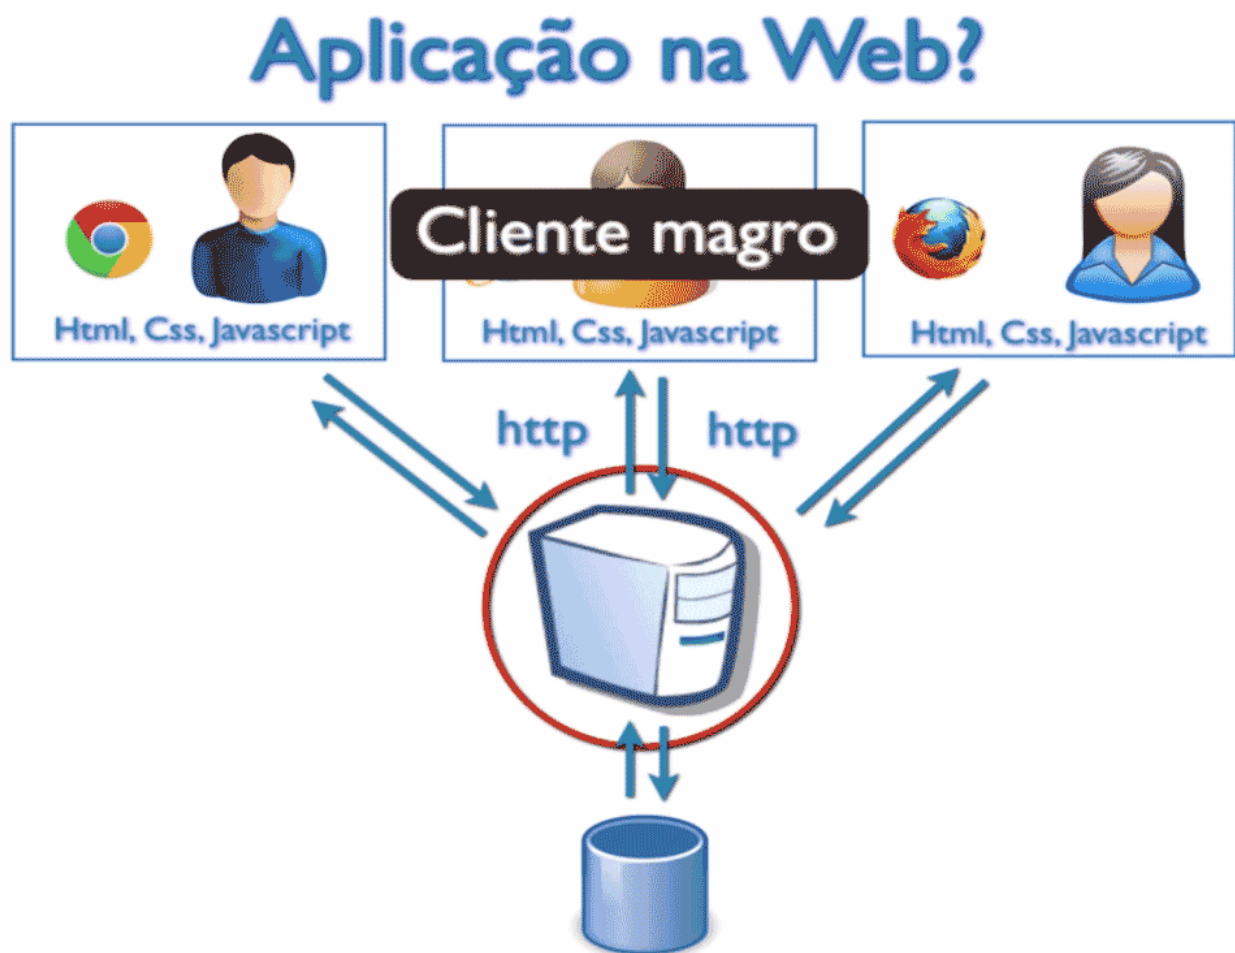 Aplicação na Web?
Cliente magro
Html, Css, Javascript
Html, Css, Javascript
Html, Css, Javascript
http
http